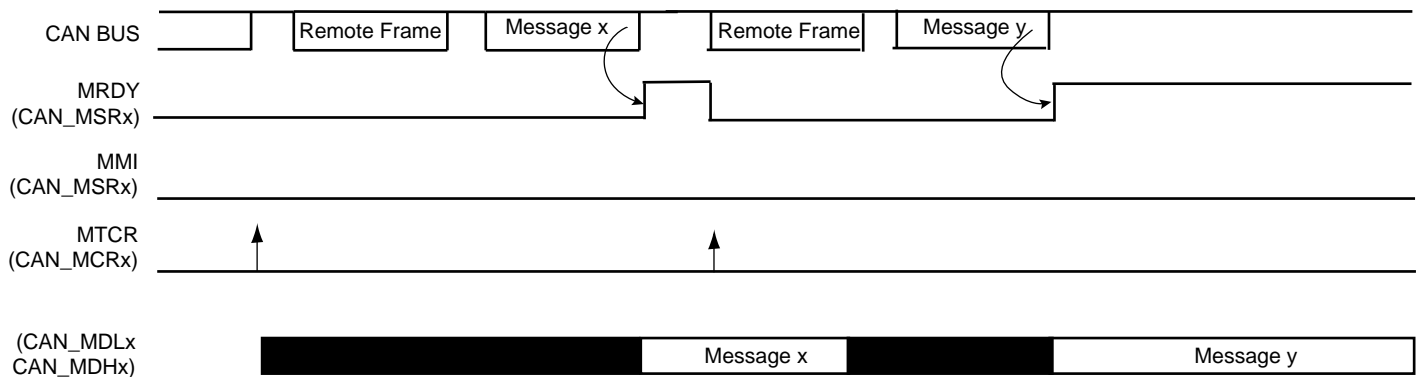 CAN BUS
Remote Frame
Message x
Remote Frame
Message y
MRDY
(CAN_MSRx)
MMI
(CAN_MSRx)
MTCR
(CAN_MCRx)
(CAN_MDLx
CAN_MDHx)
Message x
Message y